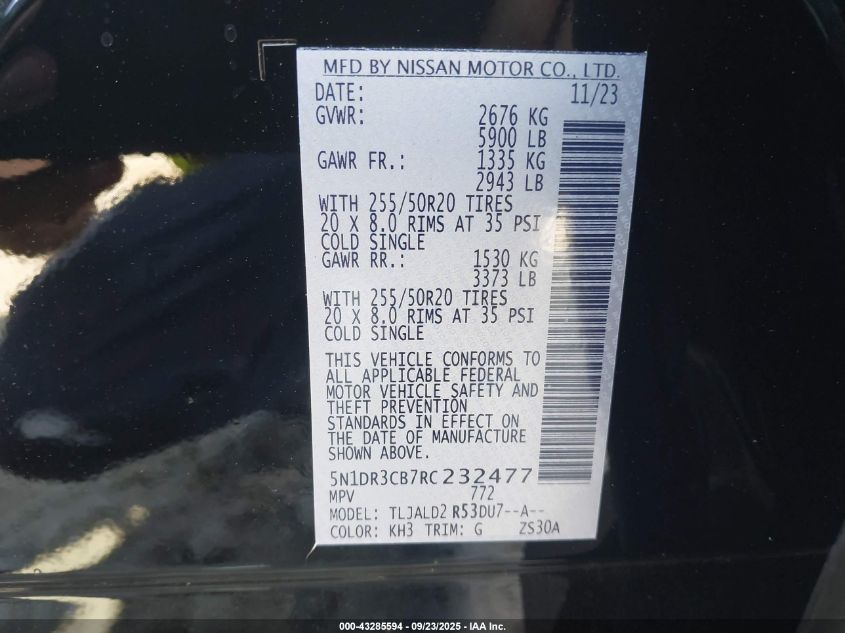 MFD BY NISSAN MOTOR CO., LTD.
DATE: 11/23
GVWR: 2676 KG
5900 LB
GAWR FR.: 1335 KG
2943 LB
WITH 255/50R20 TIRES
20 X 8.0 RIMS AT 35 PSI
COLD SINGLE
GAWR RR.: 1530 KG
3373 LB
WITH 255/50R20 TIRES
20 X 8.0 RIMS AT 35 PSI
COLD SINGLE
THIS VEHICLE CONFORMS TO
ALL APPLICABLE FEDERAL
MOTOR VEHICLE SAFETY AND
THEFT PREVENTION
STANDARDS IN EFFECT ON
THE DATE OF MANUFACTURE
SHOWN ABOVE.
5N1DR3CB7RC232477
MPV 772
MODEL: TLJALD2 R53DU7--A--
COLOR: KH3 TRIM: G ZS30A
000-43285594 - 09/23/2025 - IAA Inc.